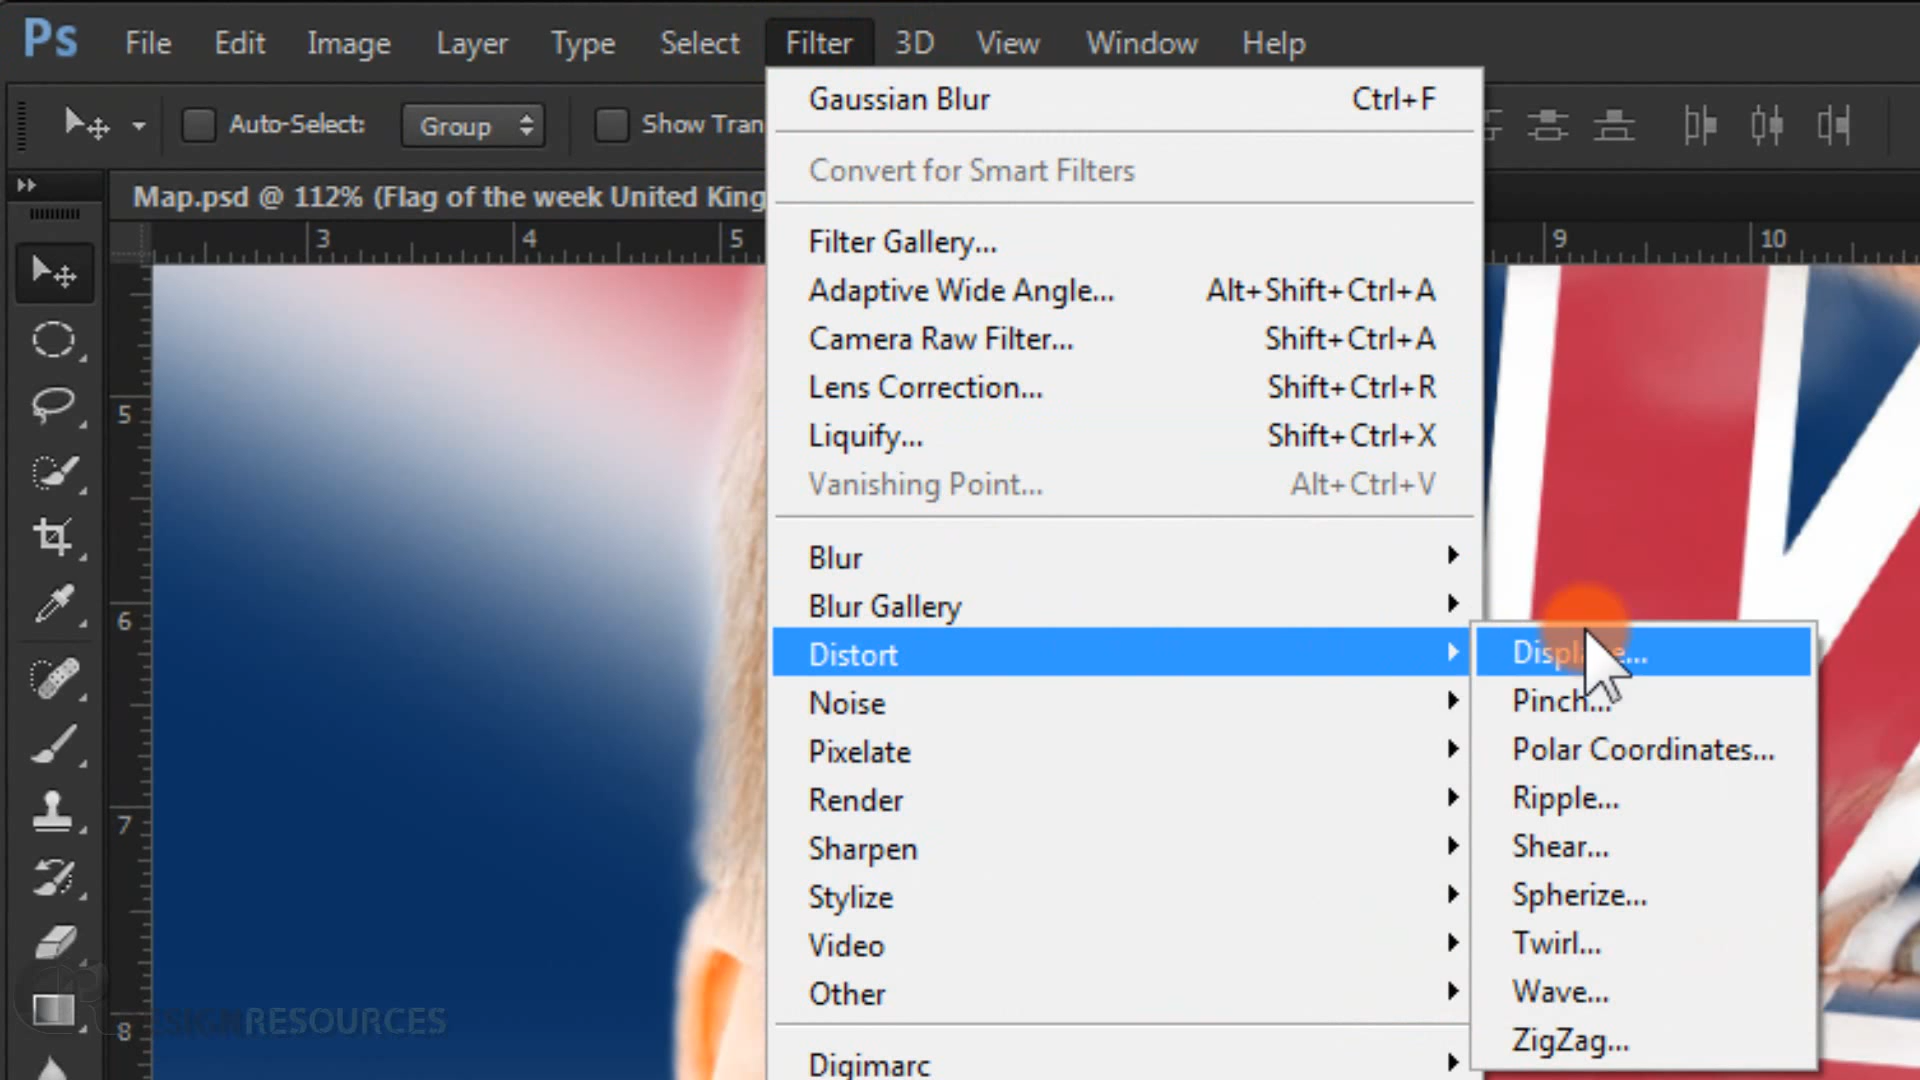 Ps File Edit Image Layer Type Select Filter 3D View Window Help
Auto-Select: Group Show Tran
Map.psd @ 112% (Flag of the week United King
3 4 5 9 10
5
6
7
8
Gaussian Blur Ctrl+F
Convert for Smart Filters
Filter Gallery...
Adaptive Wide Angle... Alt+Shift+Ctrl+A
Camera Raw Filter... Shift+Ctrl+A
Lens Correction... Shift+Ctrl+R
Liquify... Shift+Ctrl+X
Vanishing Point... Alt+Ctrl+V
Blur
Blur Gallery
Distort
Noise
Pixelate
Render
Sharpen
Stylize
Video
Other
Digimarc
Pinch...
Polar Coordinates...
Ripple...
Shear...
Spherize...
Twirl...
Wave...
ZigZag...
RESOURCES